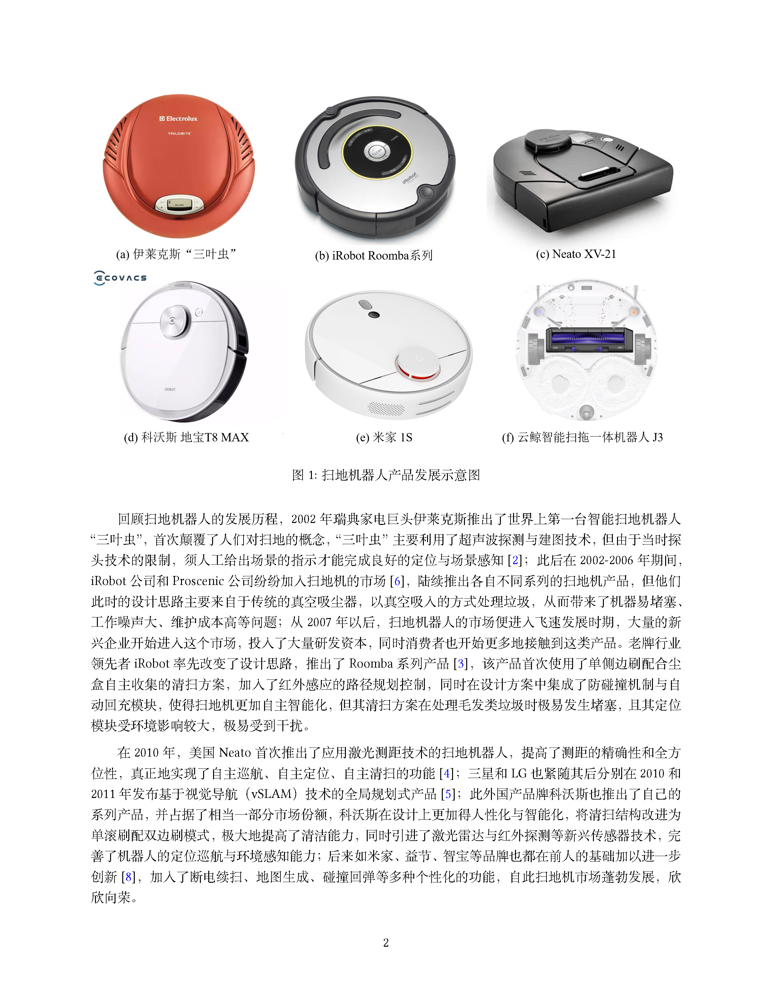 Electrolux
TRILOBITE
CLEAN
iRobot
(a) 伊莱克斯“三叶虫”
(b) iRobot Roomba系列
(c) Neato XV-21
ECOVACS
EEBOT
(d) 科沃斯 地宝T8 MAX
(e) 米家 1S
(f) 云鲸智能扫拖一体机器人 J3
图 1: 扫地机器人产品发展示意图
回顾扫地机器人的发展历程，2002 年瑞典家电巨头伊莱克斯推出了世界上第一台智能扫地机器人
“三叶虫”，首次颠覆了人们对扫地的概念，“三叶虫” 主要利用了超声波探测与建图技术，但由于当时探
头技术的限制，须人工给出场景的指示才能完成良好的定位与场景感知 [2]；此后在 2002-2006 年期间，
iRobot 公司和 Proscenic 公司纷纷加入扫地机的市场 [6]，陆续推出各自不同系列的扫地机产品，但他们
此时的设计思路主要来自于传统的真空吸尘器，以真空吸入的方式处理垃圾，从而带来了机器易堵塞、
工作噪声大、维护成本高等问题；从 2007 年以后，扫地机器人的市场便进入飞速发展时期，大量的新
兴企业开始进入这个市场，投入了大量研发资本，同时消费者也开始更多地接触到这类产品。老牌行业
领先者 iRobot 率先改变了设计思路，推出了 Roomba 系列产品 [3]，该产品首次使用了单侧边刷配合尘
盒自主收集的清扫方案，加入了红外感应的路径规划控制，同时在设计方案中集成了防碰撞机制与自
动回充模块，使得扫地机更加自主智能化，但其清扫方案在处理毛发类垃圾时极易发生堵塞，且其定位
模块受环境影响较大，极易受到干扰。
在 2010 年，美国 Neato 首次推出了应用激光测距技术的扫地机器人，提高了测距的精确性和全方
位性，真正地实现了自主巡航、自主定位、自主清扫的功能 [4]；三星和 LG 也紧随其后分别在 2010 和
2011 年发布基于视觉导航（vSLAM）技术的全局规划式产品 [5]；此外国产品牌科沃斯也推出了自己的
系列产品，并占据了相当一部分市场份额，科沃斯在设计上更加得人性化与智能化，将清扫结构改进为
单滚刷配双边刷模式，极大地提高了清洁能力，同时引进了激光雷达与红外探测等新兴传感器技术，完
善了机器人的定位巡航与环境感知能力；后来如米家、益节、智宝等品牌也都在前人的基础加以进一步
创新 [8]，加入了断电续扫、地图生成、碰撞回弹等多种个性化的功能，自此扫地机市场蓬勃发展，欣
欣向荣。
2